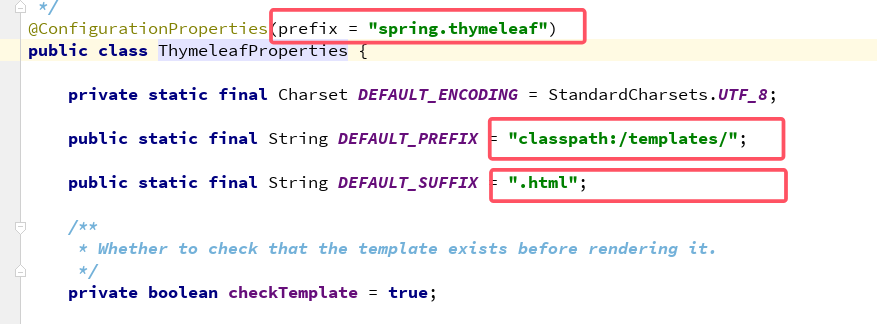 */
@ConfigurationProperties(prefix = "spring.thymeleaf")
public class ThymeleafProperties {
private static final Charset DEFAULT_ENCODING = StandardCharsets.UTF_8;
public static final String DEFAULT_PREFIX = "classpath:/templates/";
public static final String DEFAULT_SUFFIX = ".html";
/**
* Whether to check that the template exists before rendering it.
*/
private boolean checkTemplate = true;